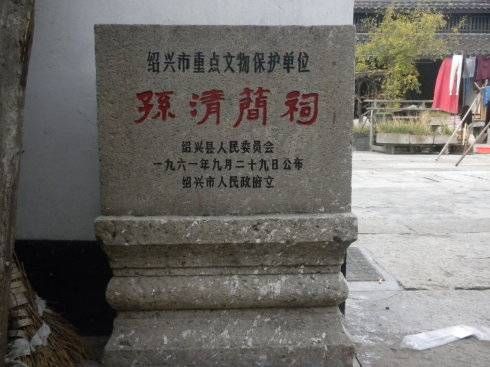 绍兴市重点文物保护单位
孫清簡祠
绍兴县人民委员会
一九六一年九月二十九日公布
绍兴市人民政府立